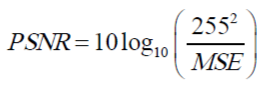 PSNR = 10 log₁₀ (255² / MSE)